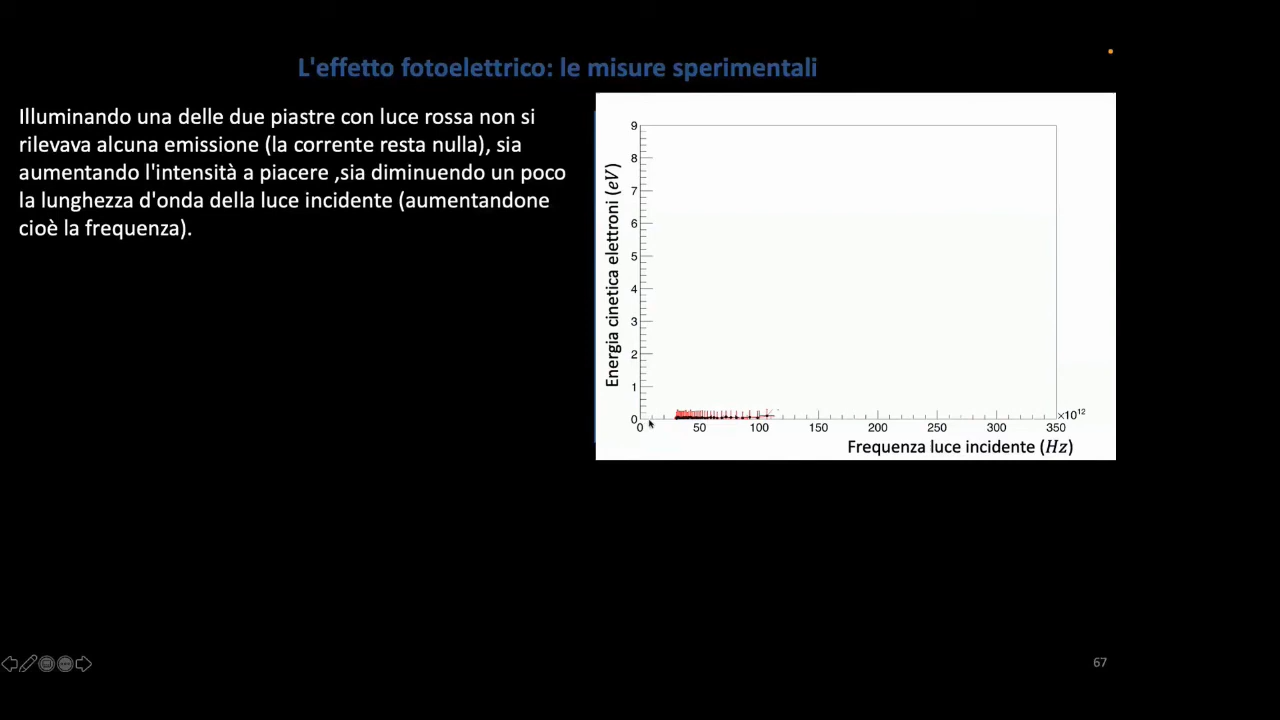 L'effetto fotoelettrico: le misure sperimentali
Illuminando una delle due piastre con luce rossa non si
rilevava alcuna emissione (la corrente resta nulla), sia
aumentando l'intensità a piacere ,sia diminuendo un poco
la lunghezza d'onda della luce incidente (aumentandone
cioè la frequenza).
Energia cinetica elettroni (eV)
9
8
7
6
5
4
3
2
1
0
0 50 100 150 200 250 300 350
×10¹²
Frequenza luce incidente (Hz)
67